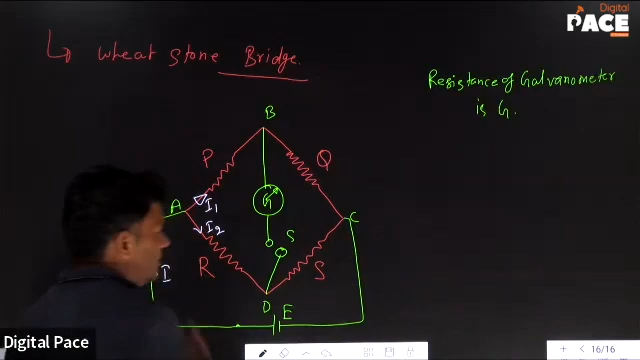 Digital
PACE
↳ Wheat stone Bridge.
Resistance of Galvanometer
is G.
B
P
Q
A
I1
G
C
I2
S
R
S
I
D
E
Digital Pace
16/16